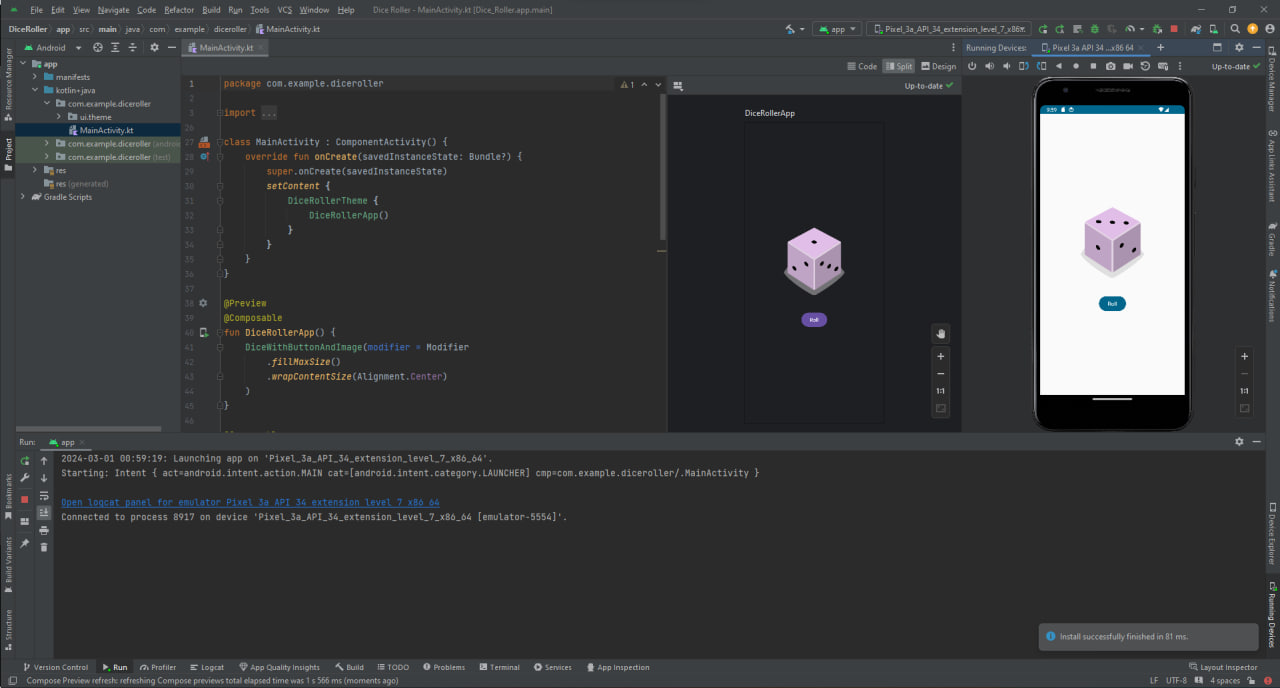 File Edit View Navigate Code Refactor Build Run Tools VCS Window Help Dice Roller - MainActivity.kt [Dice_Roller.app.main]
DiceRoller app src main java com example diceroller MainActivity.kt app Pixel_3a_API_34_extension_level_7_x86
Android MainActivity.kt Running Devices: Pixel 3a API 34 ...x86 64
Code Split Design Up-to-date
Resource Manager
Project
app
manifests
kotlin+java
com.example.diceroller
ui.theme
MainActivity.kt
com.example.diceroller (androi
com.example.diceroller (test)
res
res (generated)
Gradle Scripts
1 package com.example.diceroller
2
3 import ...
26
27 class MainActivity : ComponentActivity() {
28 override fun onCreate(savedInstanceState: Bundle?) {
29 super.onCreate(savedInstanceState)
30 setContent {
31 DiceRollerTheme {
32 DiceRollerApp()
33 }
34 }
35 }
36 }
37
38 @Preview
39 @Composable
40 fun DiceRollerApp() {
41 DiceWithButtonAndImage(modifier = Modifier
42 .fillMaxSize()
43 .wrapContentSize(Alignment.Center)
44 )
45 }
46
1
Up-to-date
DiceRollerApp
Roll
1:1
9:59
Roll
1:1
Device Manager
App Links Assistant
Gradle
Notifications
Device Explorer
Running Devices
Run: app
2024-03-01 00:59:19: Launching app on 'Pixel_3a_API_34_extension_level_7_x86_64'.
Starting: Intent { act=android.intent.action.MAIN cat=[android.intent.category.LAUNCHER] cmp=com.example.diceroller/.MainActivity }
Open logcat panel for emulator Pixel 3a API 34 extension level 7 x86 64
Connected to process 8917 on device 'Pixel_3a_API_34_extension_level_7_x86_64 [emulator-5554]'.
Bookmarks
Build Variants
Structure
Install successfully finished in 81 ms.
Version Control Run Profiler Logcat App Quality Insights Build TODO Problems Terminal Services App Inspection Layout Inspector
Compose Preview refresh: refreshing Compose previews total elapsed time was 1 s 566 ms (moments ago) LF UTF-8 4 spaces